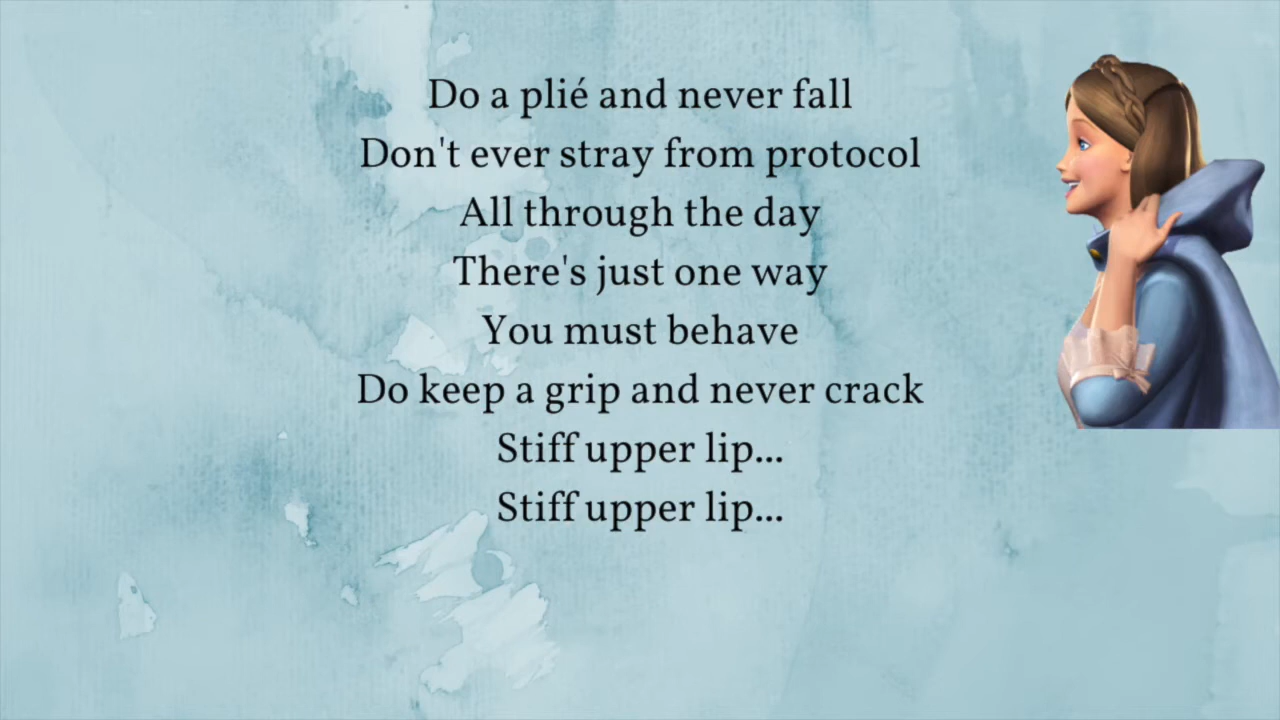 Do a plié and never fall
Don't ever stray from protocol
All through the day
There's just one way
You must behave
Do keep a grip and never crack
Stiff upper lip...
Stiff upper lip...